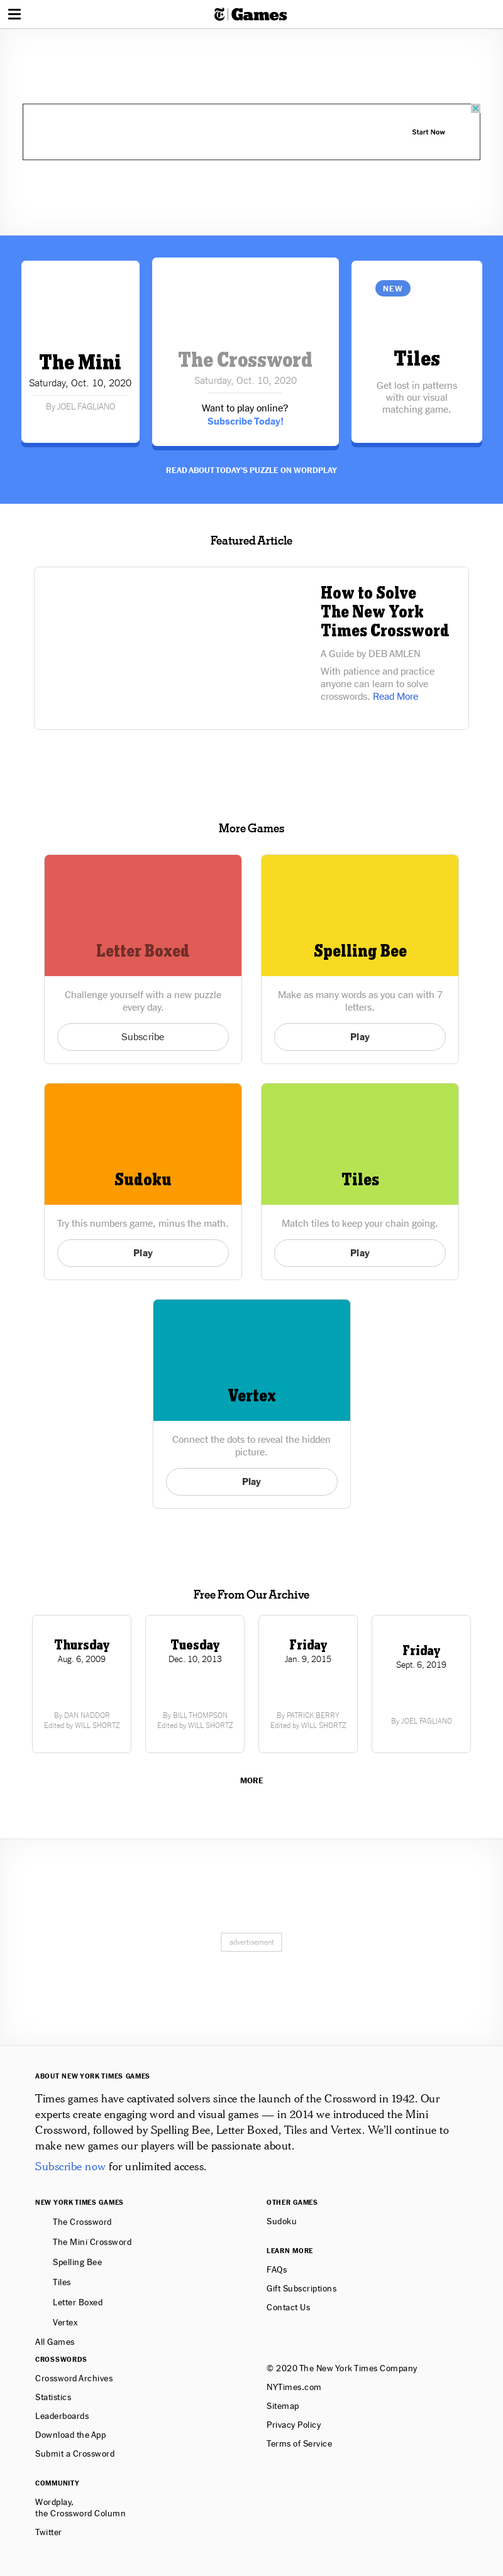 T Games
Start Now
The Mini
Saturday, Oct. 10, 2020
By JOEL FAGLIANO
The Crossword
Saturday, Oct. 10, 2020
Want to play online?
Subscribe Today!
NEW
Tiles
Get lost in patterns
with our visual
matching game.
READ ABOUT TODAY'S PUZZLE ON WORDPLAY
Featured Article
How to Solve
The New York
Times Crossword
A Guide by DEB AMLEN
With patience and practice
anyone can learn to solve
crosswords. Read More
More Games
Letter Boxed
Challenge yourself with a new puzzle
every day.
Subscribe
Spelling Bee
Make as many words as you can with 7
letters.
Play
Sudoku
Try this numbers game, minus the math.
Play
Tiles
Match tiles to keep your chain going.
Play
Vertex
Connect the dots to reveal the hidden
picture.
Play
Free From Our Archive
Thursday
Aug. 6, 2009
By DAN NADDOR
Edited by WILL SHORTZ
Tuesday
Dec. 10, 2013
By BILL THOMPSON
Edited by WILL SHORTZ
Friday
Jan. 9, 2015
By PATRICK BERRY
Edited by WILL SHORTZ
Friday
Sept. 6, 2019
By JOEL FAGLIANO
MORE
advertisement
ABOUT NEW YORK TIMES GAMES
Times games have captivated solvers since the launch of the Crossword in 1942. Our
experts create engaging word and visual games — in 2014 we introduced the Mini
Crossword, followed by Spelling Bee, Letter Boxed, Tiles and Vertex. We'll continue to
make new games our players will be passionate about.
Subscribe now for unlimited access.
NEW YORK TIMES GAMES
The Crossword
The Mini Crossword
Spelling Bee
Tiles
Letter Boxed
Vertex
All Games
CROSSWORDS
Crossword Archives
Statistics
Leaderboards
Download the App
Submit a Crossword
COMMUNITY
Wordplay,
the Crossword Column
Twitter
OTHER GAMES
Sudoku
LEARN MORE
FAQs
Gift Subscriptions
Contact Us
© 2020 The New York Times Company
NYTimes.com
Sitemap
Privacy Policy
Terms of Service